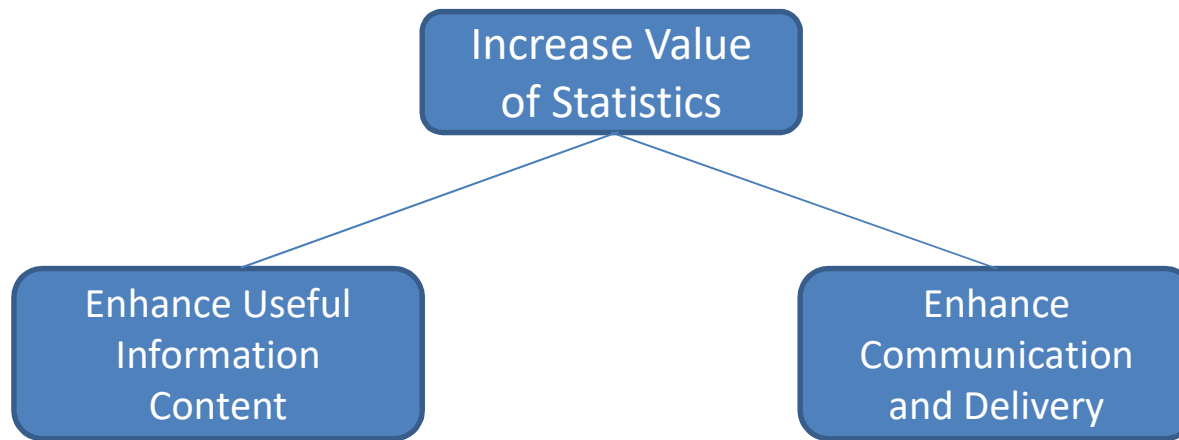 Increase Value
of Statistics
Enhance Useful
Information
Content
Enhance
Communication
and Delivery